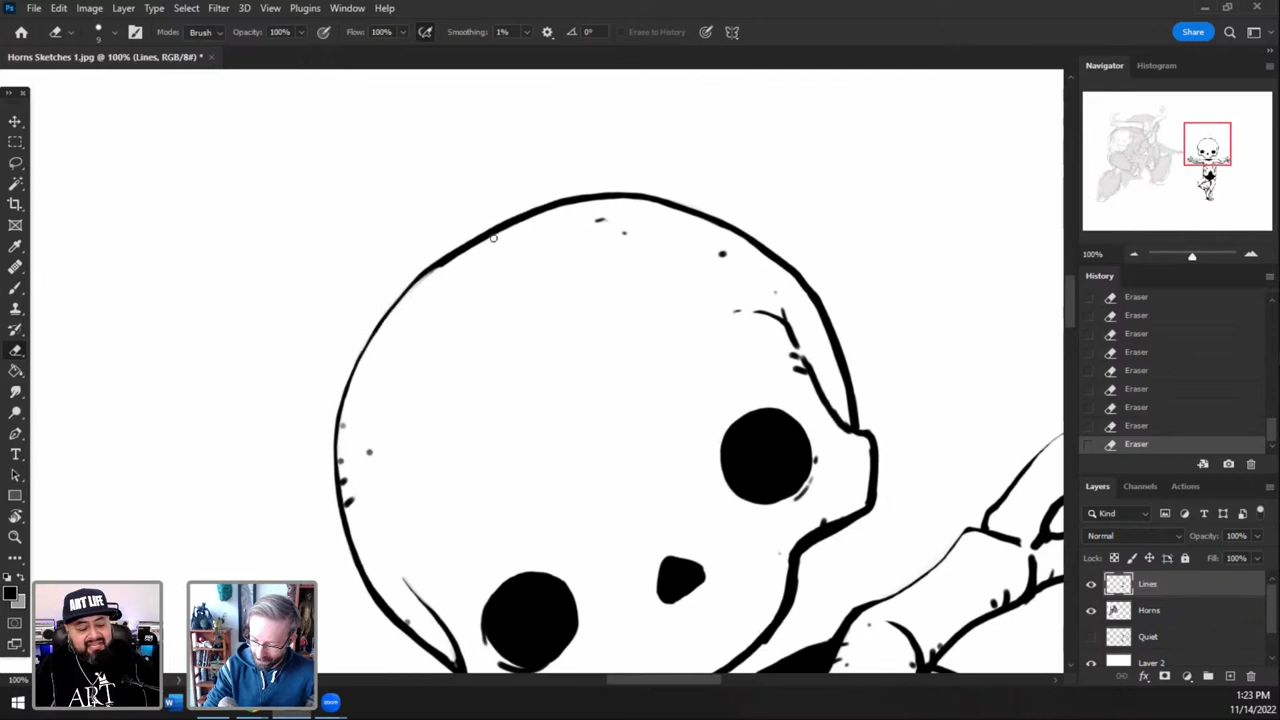 Ps File Edit Image Layer Type Select Filter 3D View Plugins Window Help
9 Mode: Brush Opacity: 100% Flow: 100% Smoothing: 1% 0° Erase to History Share
Horns Sketches 1.jpg @ 100% (Lines, RGB/8#) *
Navigator Histogram
100%
History
Eraser
Eraser
Eraser
Eraser
Eraser
Eraser
Eraser
Eraser
Eraser
Layers Channels Actions
Kind
Normal Opacity: 100%
Lock: Fill: 100%
Lines
Horns
Quiet
Layer 2
100%
ART LIFE
ART
W zoom
1:23 PM
11/14/2022